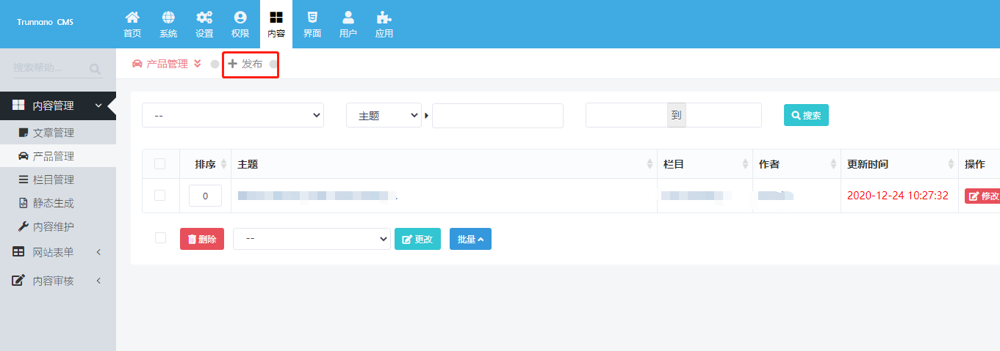 Trunnano CMS
首页 系统 设置 权限 内容 界面 用户 应用
搜索帮助...
产品管理 发布
内容管理
文章管理
产品管理
栏目管理
静态生成
内容维护
网站表单
内容审核
-- 主题 到 搜索
排序 主题 栏目 作者 更新时间 操作
0 2020-12-24 10:27:32 修改
删除 -- 更改 批量